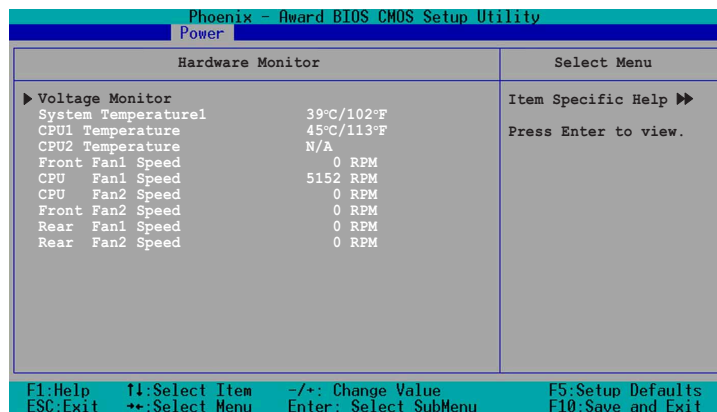 Phoenix - Award BIOS CMOS Setup Utility
Power
Hardware Monitor
Select Menu
▶ Voltage Monitor
System Temperature1 39°C/102°F
CPU1 Temperature 45°C/113°F
CPU2 Temperature N/A
Front Fan1 Speed 0 RPM
CPU Fan1 Speed 5152 RPM
CPU Fan2 Speed 0 RPM
Front Fan2 Speed 0 RPM
Rear Fan1 Speed 0 RPM
Rear Fan2 Speed 0 RPM
Item Specific Help ▶▶
Press Enter to view.
F1:Help ↑↓:Select Item -/+: Change Value F5:Setup Defaults
ESC:Exit →←:Select Menu Enter: Select SubMenu F10:Save and Exit